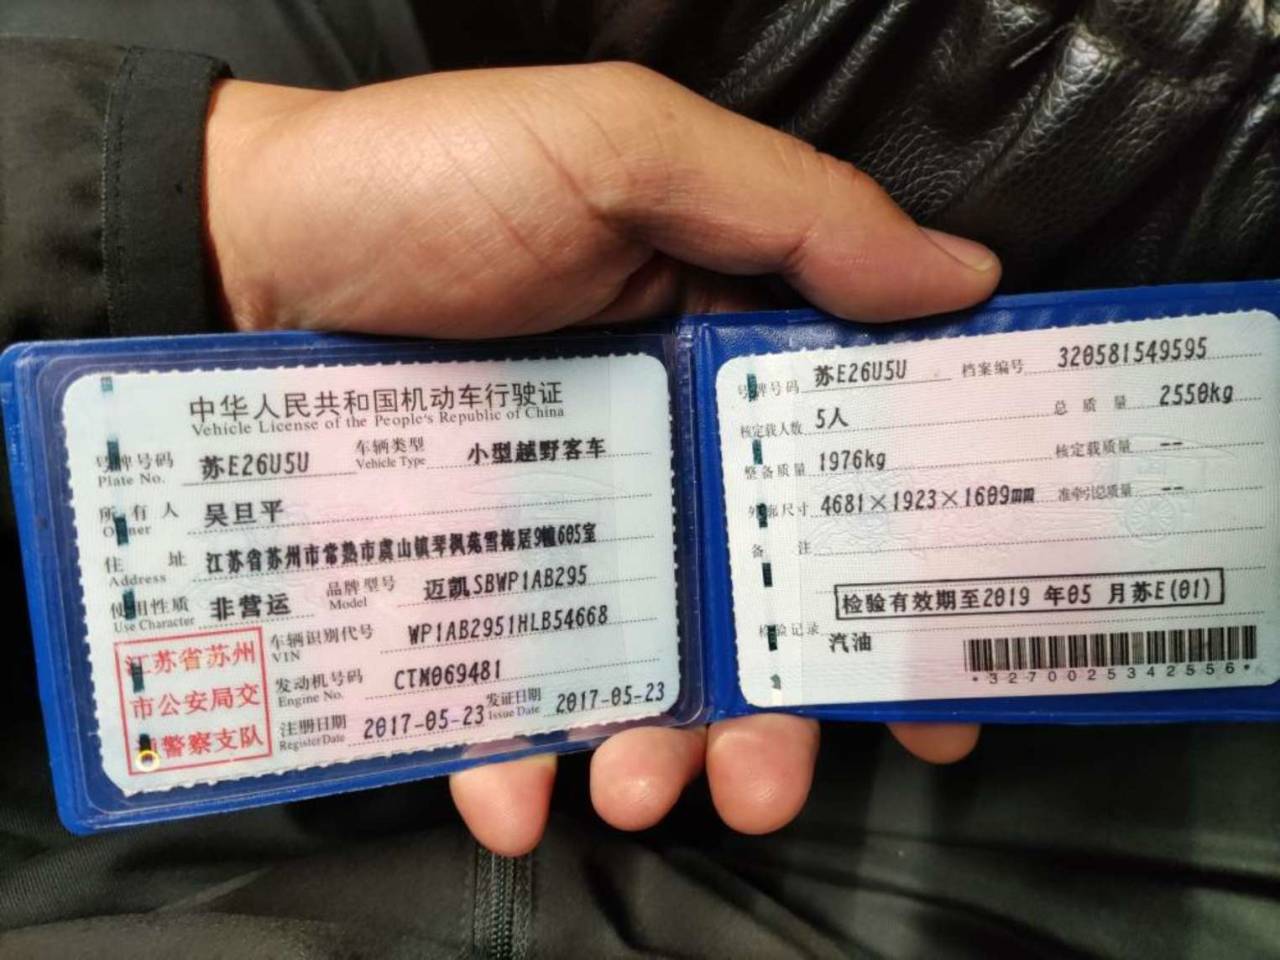 中华人民共和国机动车行驶证
Vehicle License of the People's Republic of China
号牌号码 苏E26U5U 车辆类型 小型越野客车
Plate No. Vehicle Type
所有人 吴旦平
Owner
住址 江苏省苏州市常熟市虞山镇琴枫苑雪梅居9幢605室
Address
使用性质 非营运 品牌型号 迈凯SBWP1AB295
Use Character Model
江苏省苏州
市公安局交
警察支队
车辆识别代号 WP1AB2951HLB54668
VIN
发动机号码 CTM069481
Engine No.
注册日期 2017-05-23 发证日期 2017-05-23
Register Date Issue Date
号牌号码 苏E26U5U 档案编号 320581549595
核定载人数 5人 总质量 2550kg
整备质量 1976kg 核定载质量 --
外廓尺寸 4681×1923×1609mm 准牵引总质量 --
备注
检验有效期至2019 年05 月苏E(01)
检验记录
汽油
*3270025342556*